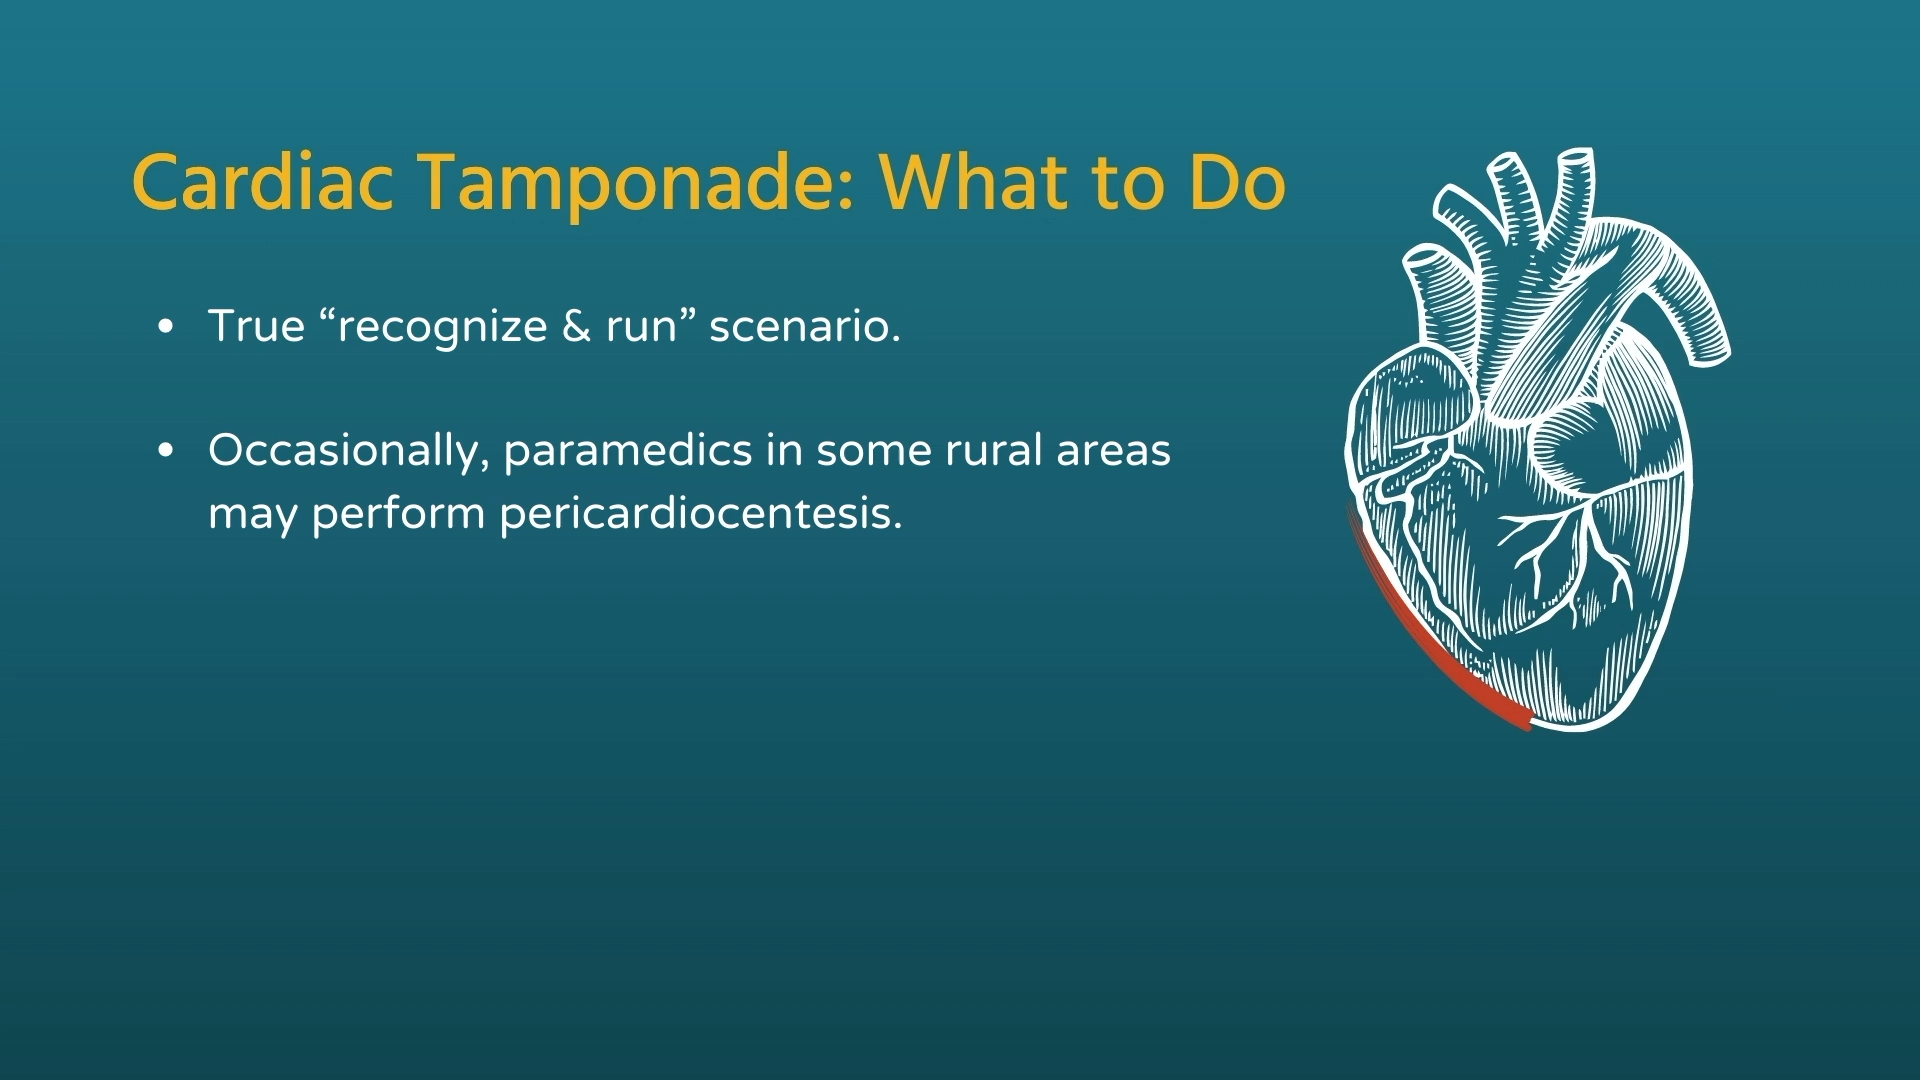 Cardiac Tamponade: What to Do
• True “recognize & run” scenario.
• Occasionally, paramedics in some rural areas
may perform pericardiocentesis.